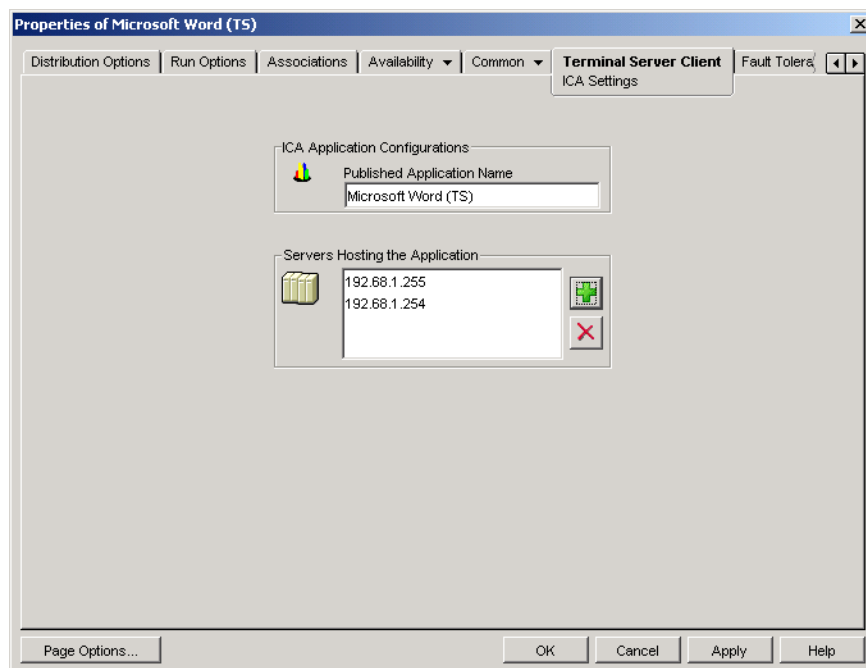 Properties of Microsoft Word (TS)
Distribution Options Run Options Associations Availability Common Terminal Server Client Fault Tolera
ICA Settings
ICA Application Configurations
Published Application Name
Microsoft Word (TS)
Servers Hosting the Application
192.68.1.255
192.68.1.254
Page Options... OK Cancel Apply Help